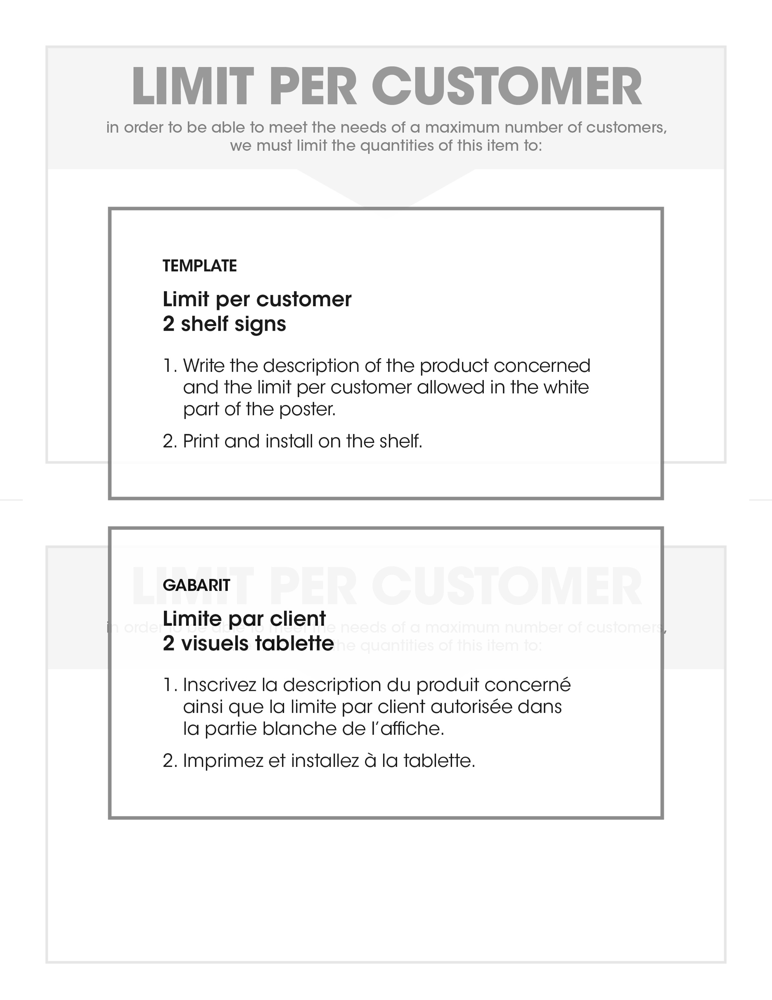 LIMIT PER CUSTOMER
in order to be able to meet the needs of a maximum number of customers,
we must limit the quantities of this item to:
TEMPLATE
Limit per customer
2 shelf signs
1. Write the description of the product concerned
and the limit per customer allowed in the white
part of the poster.
2. Print and install on the shelf.
LIMIT PER CUSTOMER
GABARIT
in order to be able to meet the needs of a maximum number of customers,
Limite par client
the quantities of this item to:
2 visuels tablette
1. Inscrivez la description du produit concerné
ainsi que la limite par client autorisée dans
la partie blanche de l’affiche.
2. Imprimez et installez à la tablette.